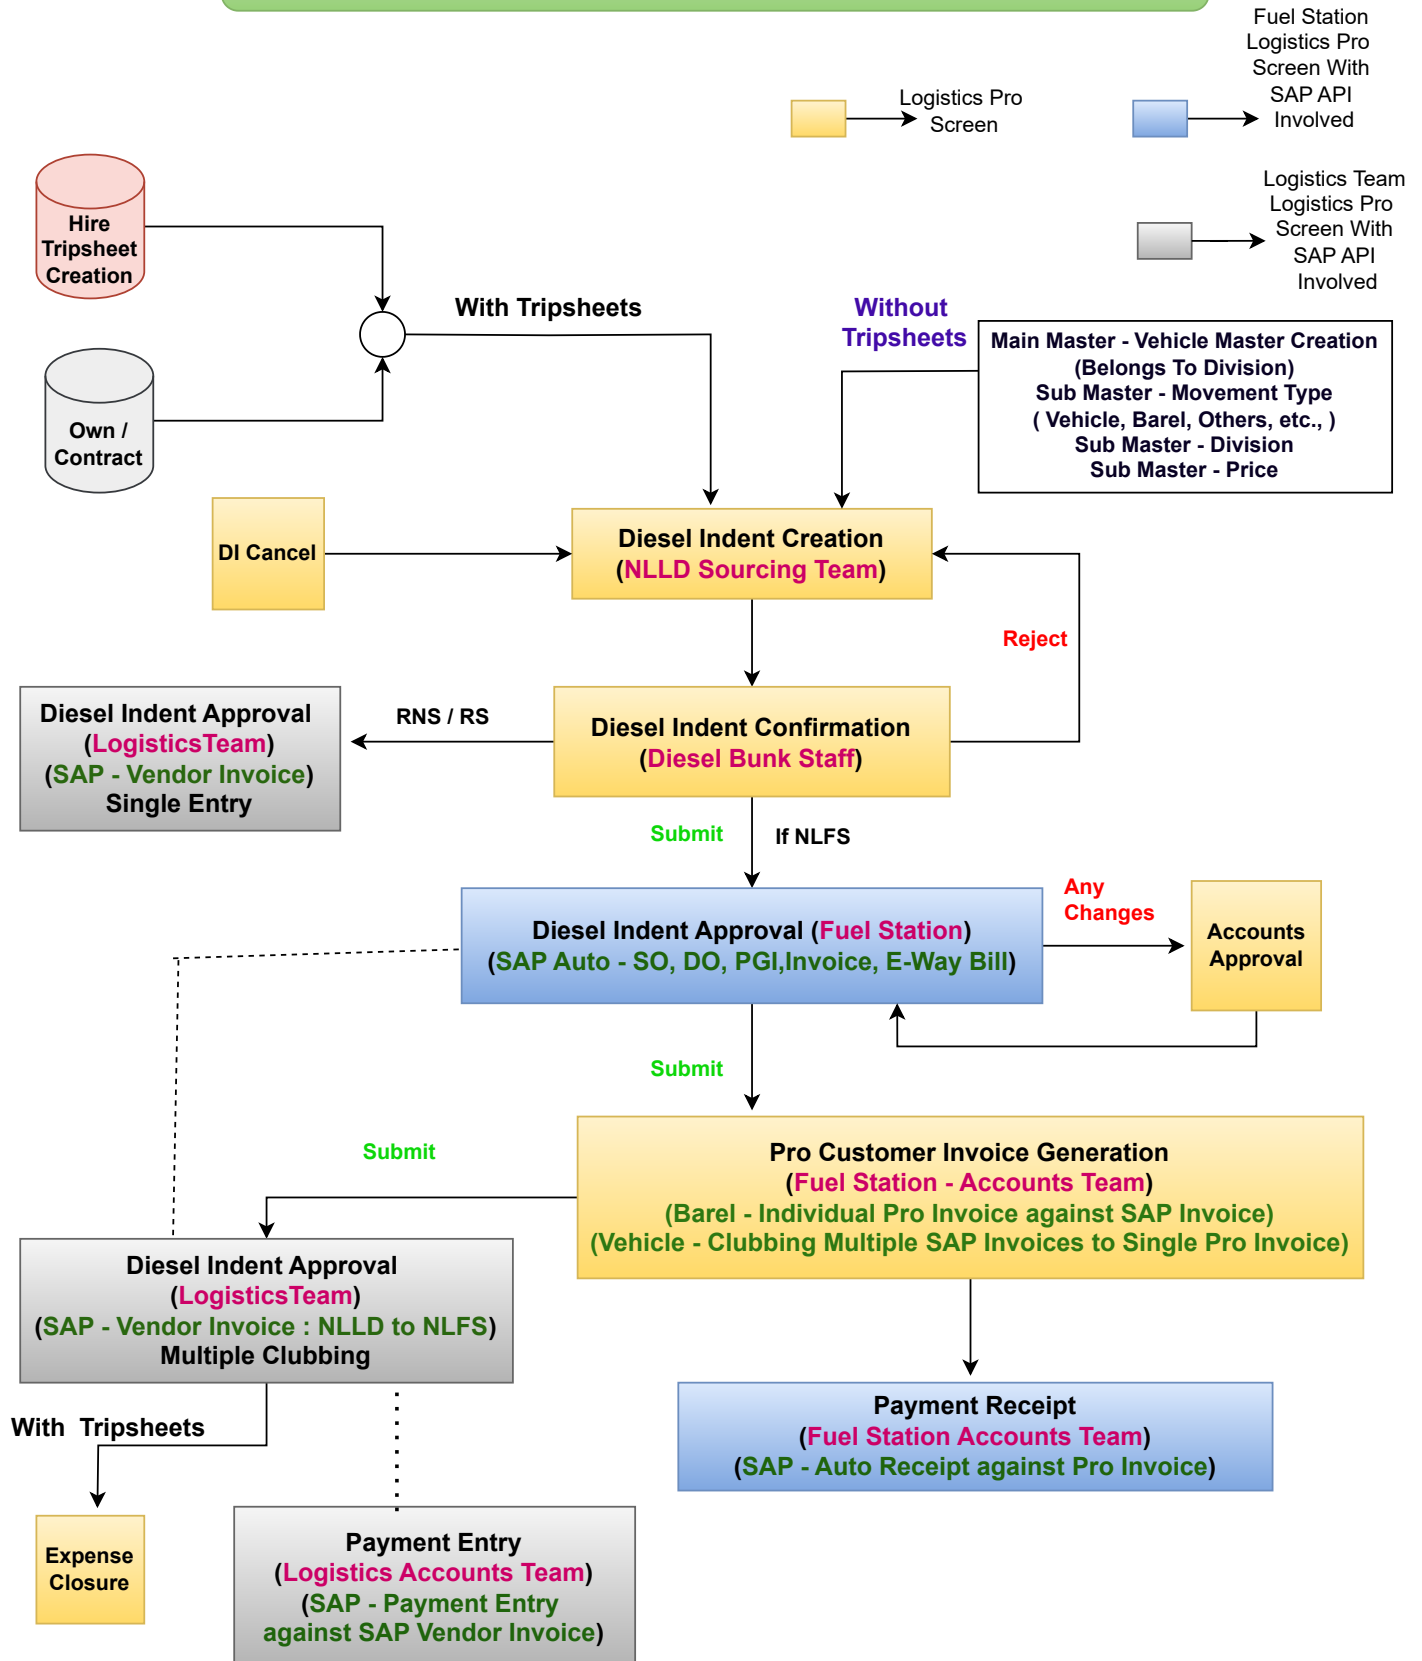 Fuel Station
Logistics Pro
Screen With
SAP API
Involved
Logistics Pro
Screen
Logistics Team
Logistics Pro
Screen With
SAP API
Involved
Hire
Tripsheet
Creation
With Tripsheets
Without
Tripsheets
Main Master - Vehicle Master Creation
(Belongs To Division)
Sub Master - Movement Type
( Vehicle, Barel, Others, etc., )
Sub Master - Division
Sub Master - Price
Own /
Contract
DI Cancel
Diesel Indent Creation
(NLLD Sourcing Team)
Reject
Diesel Indent Approval
(LogisticsTeam)
(SAP - Vendor Invoice)
Single Entry
RNS / RS
Diesel Indent Confirmation
(Diesel Bunk Staff)
Submit
If NLFS
Diesel Indent Approval (Fuel Station)
(SAP Auto - SO, DO, PGI,Invoice, E-Way Bill)
Any
Changes
Accounts
Approval
Submit
Submit
Pro Customer Invoice Generation
(Fuel Station - Accounts Team)
(Barel - Individual Pro Invoice against SAP Invoice)
(Vehicle - Clubbing Multiple SAP Invoices to Single Pro Invoice)
Diesel Indent Approval
(LogisticsTeam)
(SAP - Vendor Invoice : NLLD to NLFS)
Multiple Clubbing
With  Tripsheets
Payment Receipt
(Fuel Station Accounts Team)
(SAP - Auto Receipt against Pro Invoice)
Expense
Closure
Payment Entry
(Logistics Accounts Team)
(SAP - Payment Entry
against SAP Vendor Invoice)